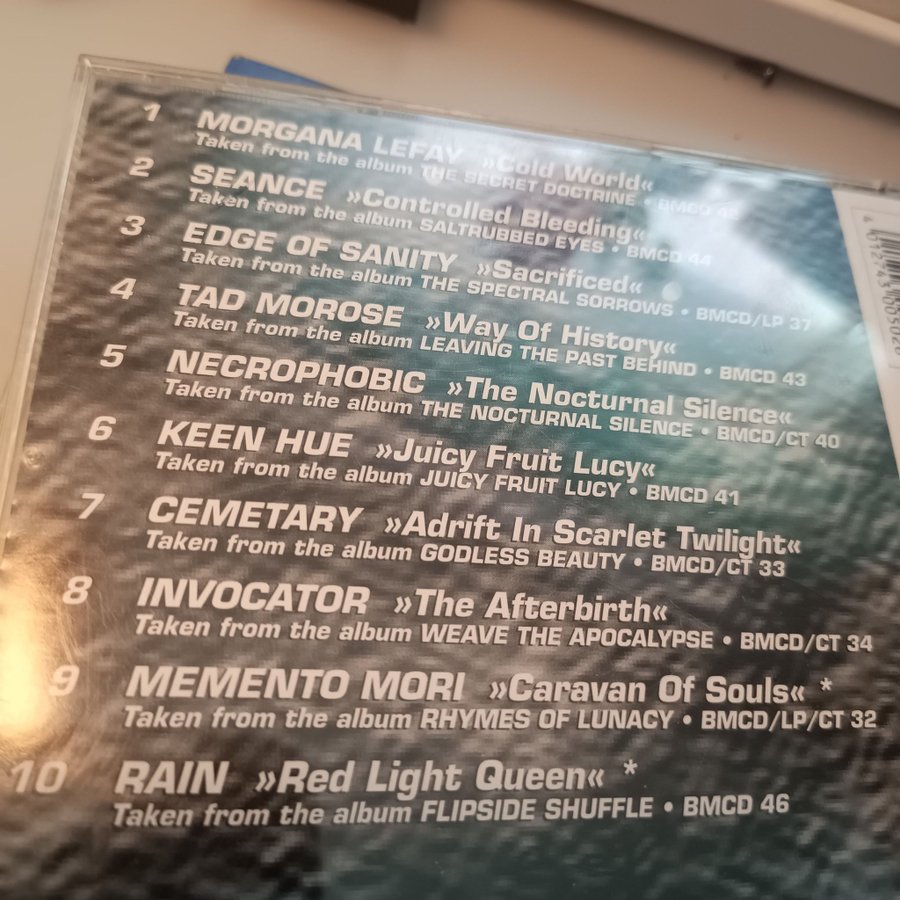 1 MORGANA LEFAY »Cold World«
Taken from the album THE SECRET DOCTRINE • BMCD 45
2 SEANCE »Controlled Bleeding«
Taken from the album SALTRUBBED EYES • BMCD 44
3 EDGE OF SANITY »Sacrificed«
Taken from the album THE SPECTRAL SORROWS • BMCD/LP 37
4 TAD MOROSE »Way Of History«
Taken from the album LEAVING THE PAST BEHIND • BMCD 43
5 NECROPHOBIC »The Nocturnal Silence«
Taken from the album THE NOCTURNAL SILENCE • BMCD/CT 40
6 KEEN HUE »Juicy Fruit Lucy«
Taken from the album JUICY FRUIT LUCY • BMCD 41
7 CEMETARY »Adrift In Scarlet Twilight«
Taken from the album GODLESS BEAUTY • BMCD/CT 33
8 INVOCATOR »The Afterbirth«
Taken from the album WEAVE THE APOCALYPSE • BMCD/CT 34
9 MEMENTO MORI »Caravan Of Souls« *
Taken from the album RHYMES OF LUNACY • BMCD/LP/CT 32
10 RAIN »Red Light Queen« *
Taken from the album FLIPSIDE SHUFFLE • BMCD 46